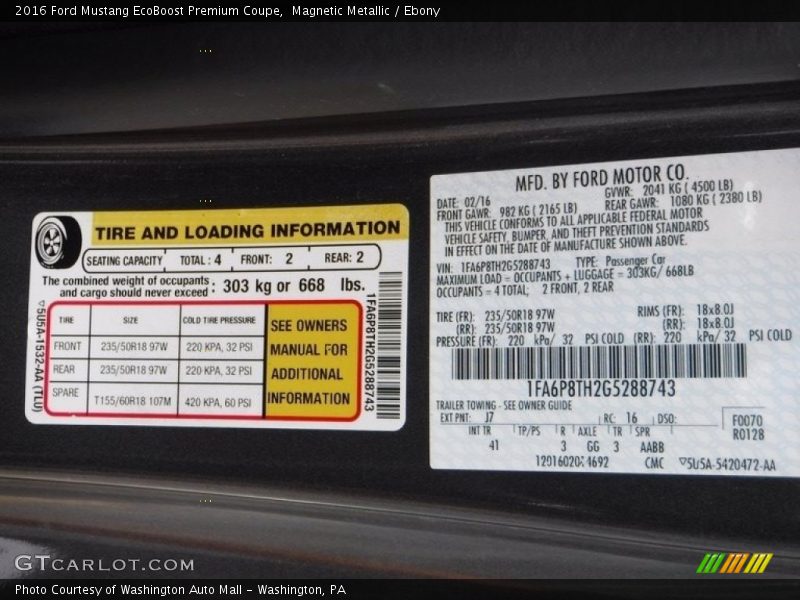 2016 Ford Mustang EcoBoost Premium Coupe,  Magnetic Metallic / Ebony
TIRE AND LOADING INFORMATION
SEATING CAPACITY TOTAL : 4 FRONT: 2 REAR: 2
The combined weight of occupants and cargo should never exceed : 303 kg or 668 lbs.
TIRE SIZE COLD TIRE PRESSURE
FRONT 235/50R18 97W 220 KPA, 32 PSI
REAR 235/50R18 97W 220 KPA, 32 PSI
SPARE T155/60R18 107M 420 KPA, 60 PSI
SEE OWNERS
MANUAL FOR
ADDITIONAL
INFORMATION
5U5A-1532-AA (TLU)
1FA6P8TH2G5288743
MFD. BY FORD MOTOR CO.
DATE: 02/16 GVWR: 2041 KG ( 4500 LB)
FRONT GAWR: 982 KG ( 2165 LB) REAR GAWR: 1080 KG ( 2380 LB)
THIS VEHICLE CONFORMS TO ALL APPLICABLE FEDERAL MOTOR
VEHICLE SAFETY, BUMPER, AND THEFT PREVENTION STANDARDS
IN EFFECT ON THE DATE OF MANUFACTURE SHOWN ABOVE.
VIN: 1FA6P8TH2G5288743 TYPE: Passenger Car
MAXIMUM LOAD = OCCUPANTS + LUGGAGE = 303KG/ 668LB
OCCUPANTS = 4 TOTAL; 2 FRONT, 2 REAR
TIRE (FR): 235/50R18 97W RIMS (FR): 18x8.0J
(RR): 235/50R18 97W (RR): 18x8.0J
PRESSURE (FR): 220 kPa/ 32 PSI COLD (RR): 220 kPa/ 32 PSI COLD
1FA6P8TH2G5288743
TRAILER TOWING - SEE OWNER GUIDE
EXT PNT: J7 RC: 16 DSO: F0070
INT TR TP/PS R AXLE TR SPR R0128
41 3 GG 3 AABB
CMC 5U5A-5420472-AA
GTCARLOT.COM
Photo Courtesy of Washington Auto Mall - Washington, PA